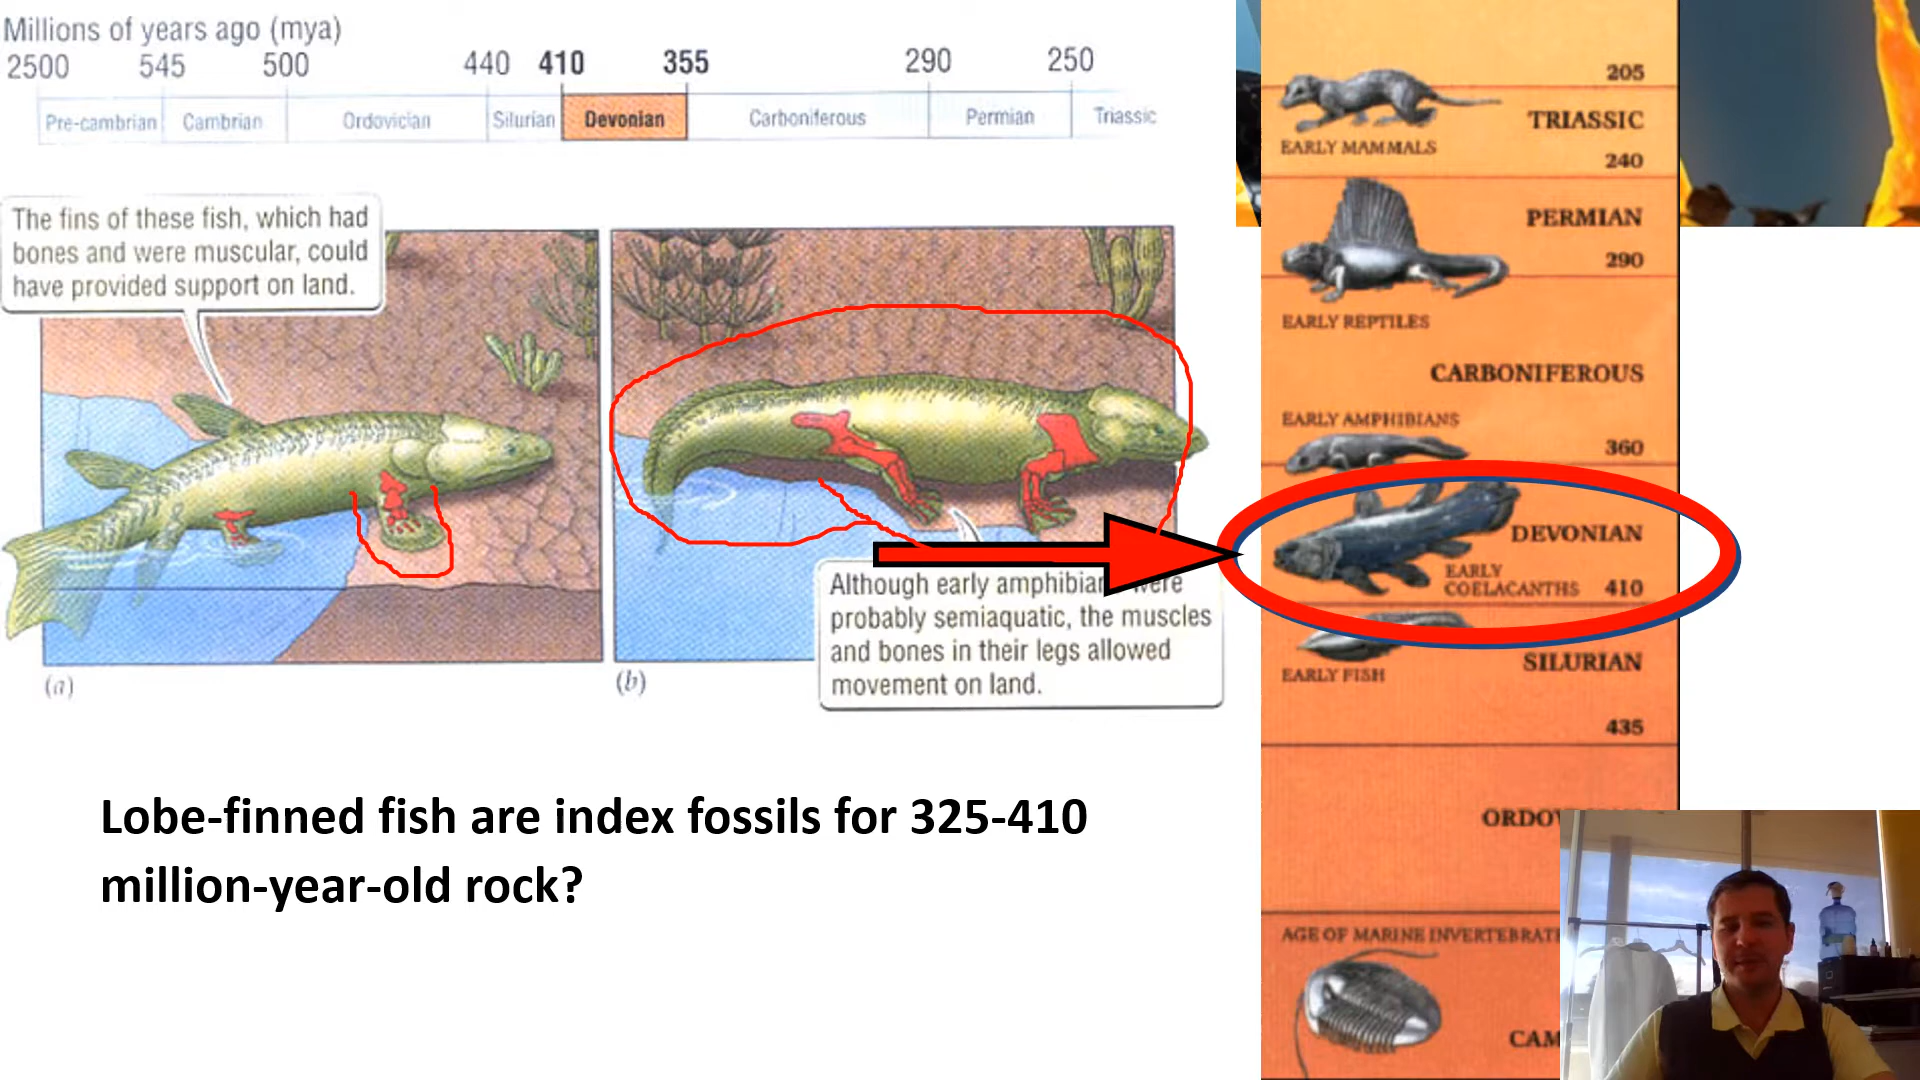 Millions of years ago (mya)
2500 545 500 440 410 355 290 250
Pre-cambrian Cambrian Ordovician Silurian Devonian Carboniferous Permian Triassic
The fins of these fish, which had
bones and were muscular, could
have provided support on land.
(a)
(b)
Although early amphibians were
probably semiaquatic, the muscles
and bones in their legs allowed
movement on land.
Lobe-finned fish are index fossils for 325-410
million-year-old rock?
205
TRIASSIC
EARLY MAMMALS
240
PERMIAN
290
EARLY REPTILES
CARBONIFEROUS
EARLY AMPHIBIANS
360
DEVONIAN
EARLY
COELACANTHS 410
SILURIAN
EARLY FISH
435
ORDOV
AGE OF MARINE INVERTEBRATE
CAM